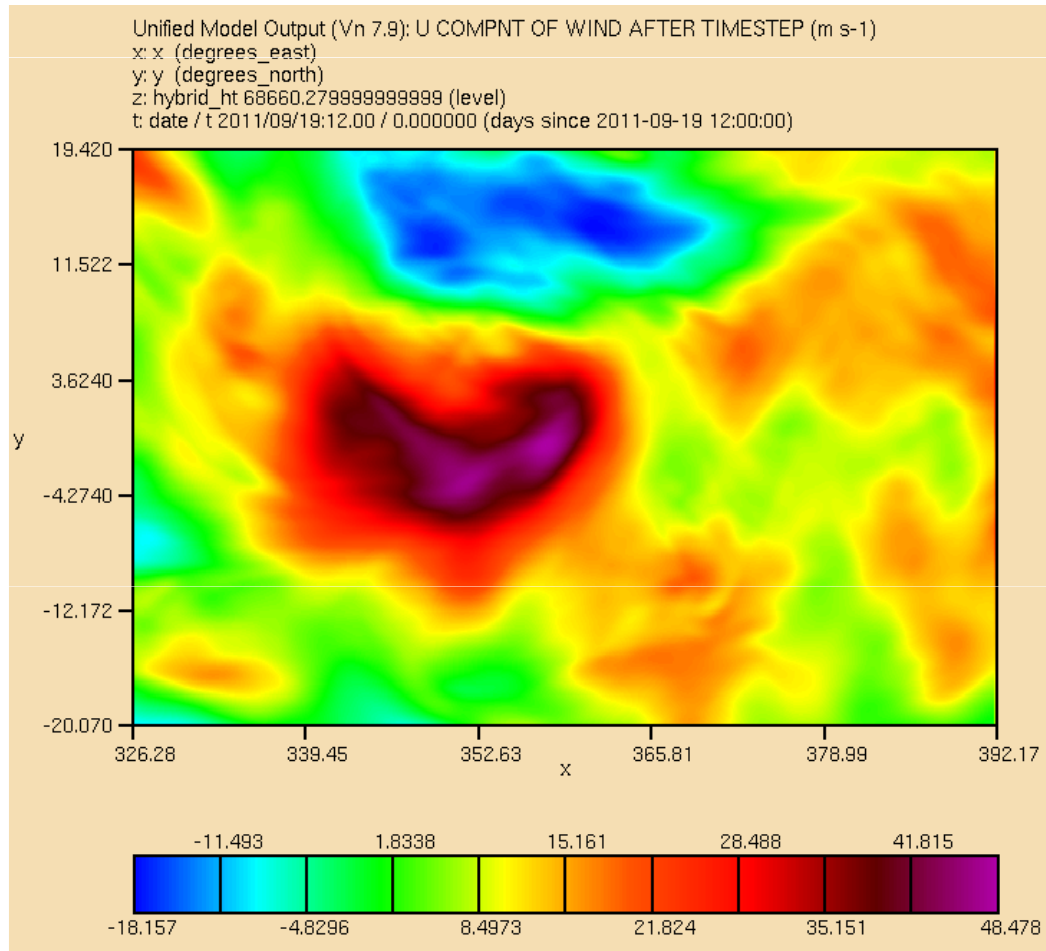 Unified Model Output (Vn 7.9): U COMPNT OF WIND AFTER TIMESTEP (m s-1)
x: x (degrees_east)
y: y (degrees_north)
z: hybrid_ht 68660.279999999999 (level)
t: date / t 2011/09/19:12.00 / 0.000000 (days since 2011-09-19 12:00:00)
19.420
11.522
3.6240
y
-4.2740
-12.172
-20.070
326.28 339.45 352.63 365.81 378.99 392.17
x
-11.493 1.8338 15.161 28.488 41.815
-18.157 -4.8296 8.4973 21.824 35.151 48.478